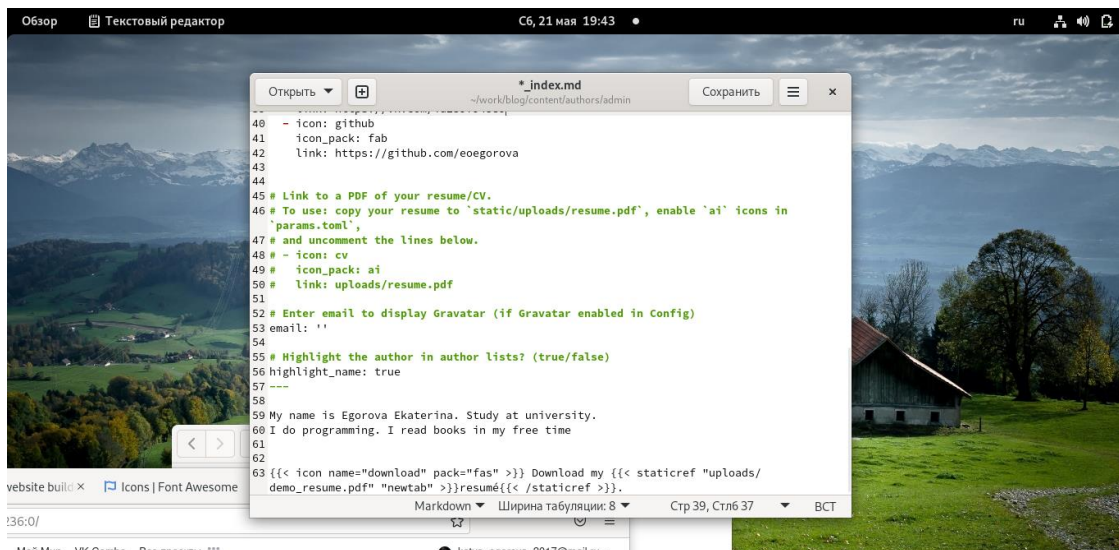 Обзор Текстовый редактор Сб, 21 мая 19:43 ru
Открыть *_index.md Сохранить
~/work/blog/content/authors/admin
40 - icon: github
41 icon_pack: fab
42 link: https://github.com/eoegorova
43
44
45 # Link to a PDF of your resume/CV.
46 # To use: copy your resume to `static/uploads/resume.pdf`, enable `ai` icons in
`params.toml`,
47 # and uncomment the lines below.
48 # - icon: cv
49 # icon_pack: ai
50 # link: uploads/resume.pdf
51
52 # Enter email to display Gravatar (if Gravatar enabled in Config)
53 email: ''
54
55 # Highlight the author in author lists? (true/false)
56 highlight_name: true
57 ---
58
59 My name is Egorova Ekaterina. Study at university.
60 I do programming. I read books in my free time
61
62
63 {{< icon name="download" pack="fas" >}} Download my {{< staticref "uploads/
demo_resume.pdf" "newtab" >}}resumé{{< /staticref >}}.
Markdown Ширина табуляции: 8 Стр 39, Стлб 37 ВСТ
website build Icons | Font Awesome
236:0/